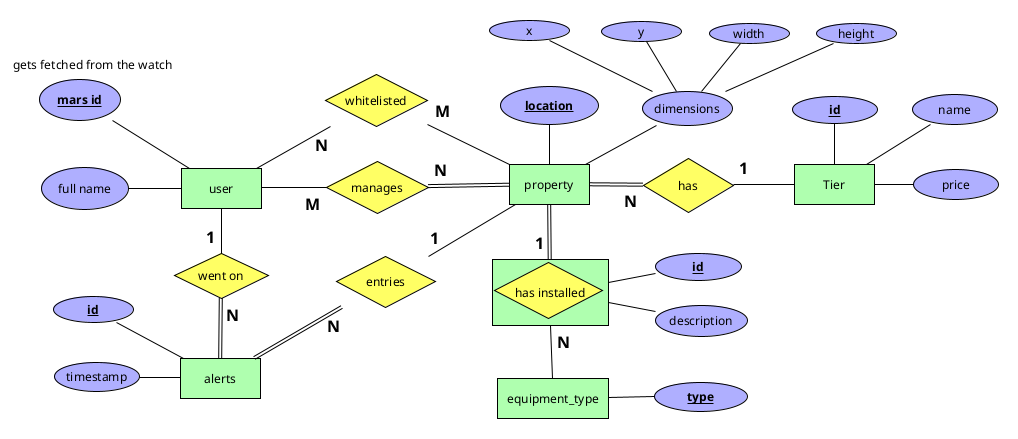 x
y
width
height
gets fetched from the watch
mars id
whitelisted
M
location
dimensions
id
name
N
full name
user
manages
N
M
property
has
1
N
Tier
price
1
went on
1
entries
1
has installed
id
id
N
N
description
N
timestamp
alerts
equipment_type
type